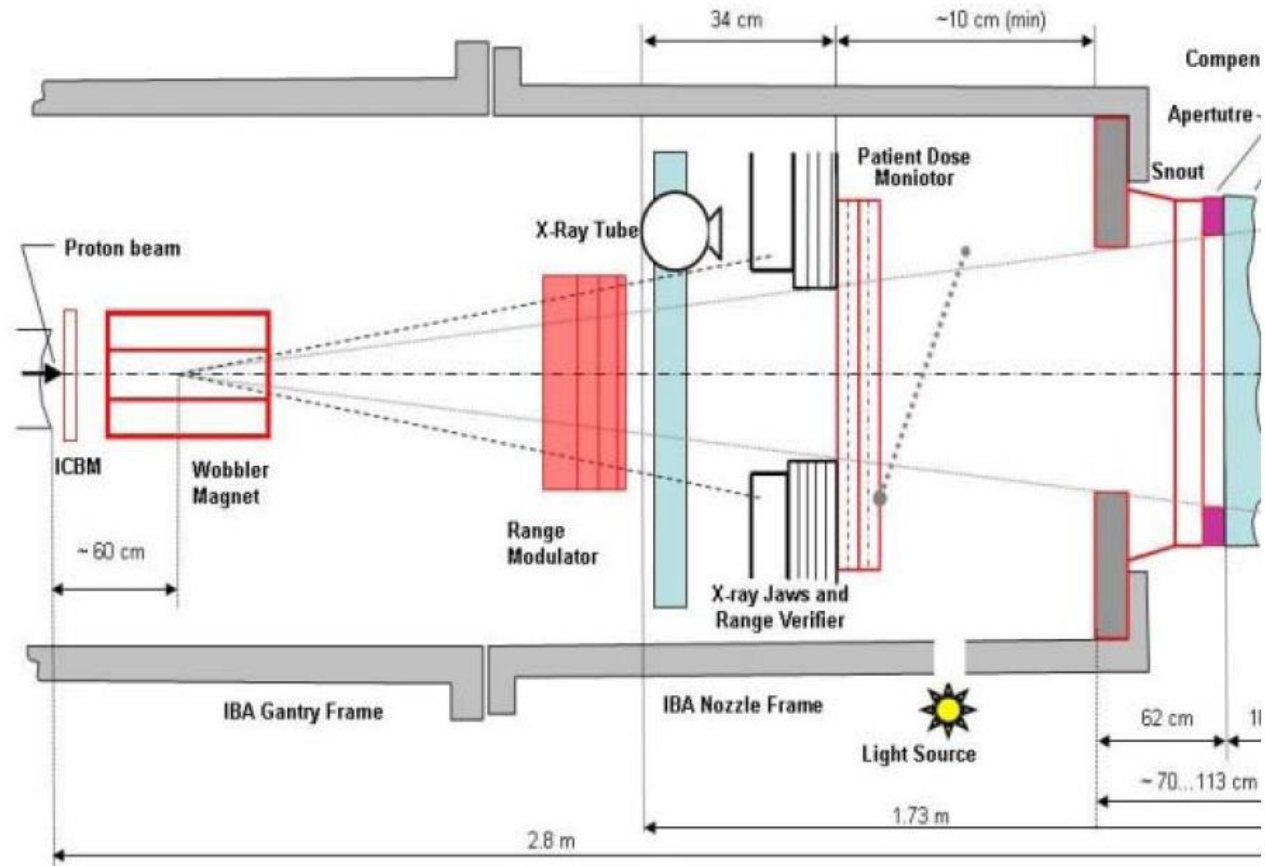 34 cm
~10 cm (min)
Compen
Apertutre -
Patient Dose
Moniotor
Snout
X-Ray Tube
Proton beam
ICBM
Wobbler
Magnet
Range
Modulator
~ 60 cm
X-ray Jaws and
Range Verifier
IBA Gantry Frame
IBA Nozzle Frame
Light Source
62 cm
~ 70... 113 cm
1.73 m
2.8 m